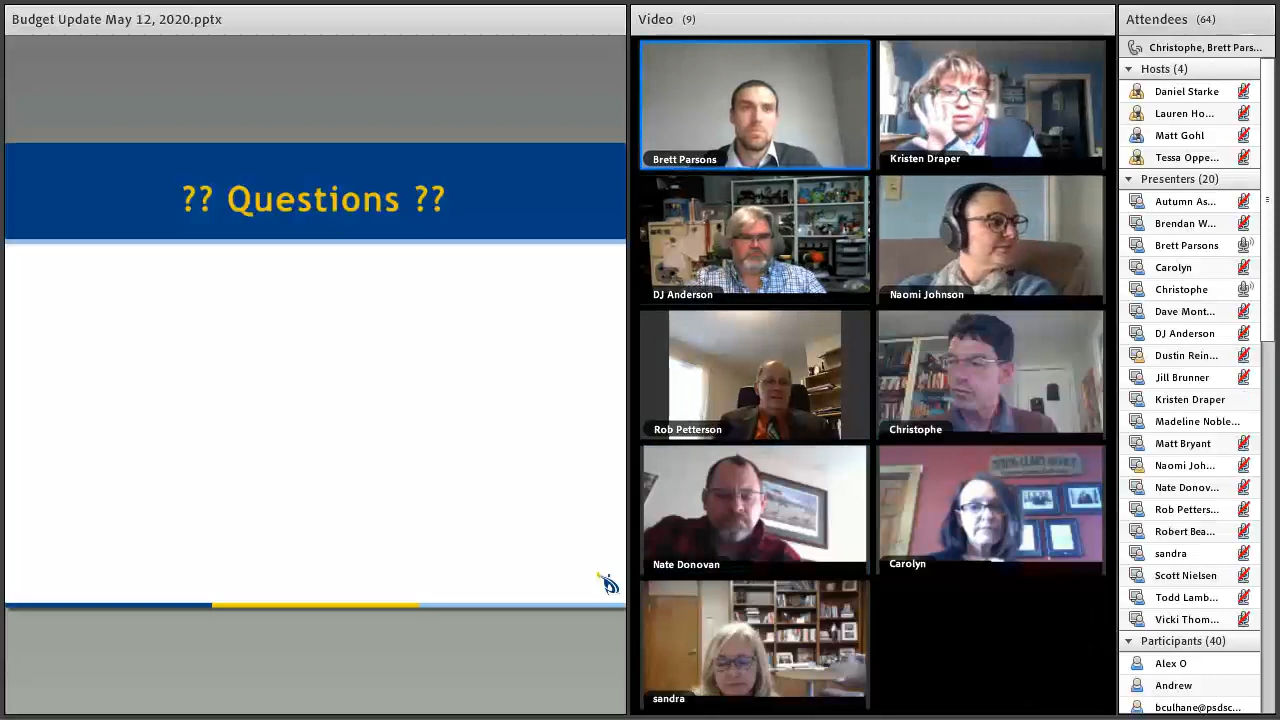 Budget Update May 12, 2020.pptx
?? Questions ??
Video (9)
Brett Parsons
Kristen Draper
DJ Anderson
Naomi Johnson
Rob Petterson
Christophe
Nate Donovan
Carolyn
sandra
Attendees (64)
Christophe, Brett Pars...
Hosts (4)
Daniel Starke
Lauren Ho...
Matt Gohl
Tessa Oppe...
Presenters (20)
Autumn As...
Brendan W...
Brett Parsons
Carolyn
Christophe
Dave Mont...
DJ Anderson
Dustin Rein...
Jill Brunner
Kristen Draper
Madeline Noble...
Matt Bryant
Naomi Joh...
Nate Donov...
Rob Petters...
Robert Bea...
sandra
Scott Nielsen
Todd Lamb...
Vicki Thom...
Participants (40)
Alex O
Andrew
bculhane@psdsc...